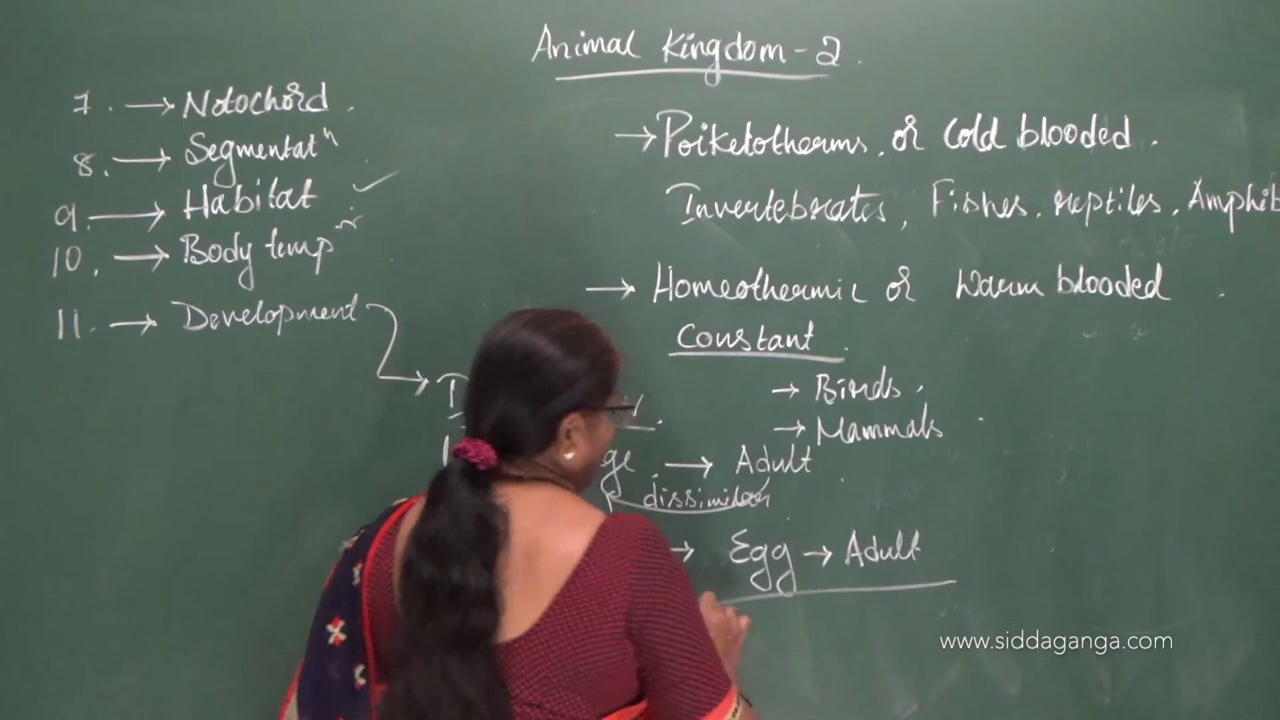 Animal Kingdom - 2.
7. → Notochord.
8. → Segmentatⁿ
9. → Habitat ✓
10. → Body temp
11. → Development
→ Poikelotherms. or Cold blooded.
Invertebrates, Fishes. reptiles. Amphib
→ Homeothermic or Warm blooded.
Constant.
→ Birds.
→ Mammals
→ Adult
dissimilar
→ Egg → Adult
www.siddaganga.com